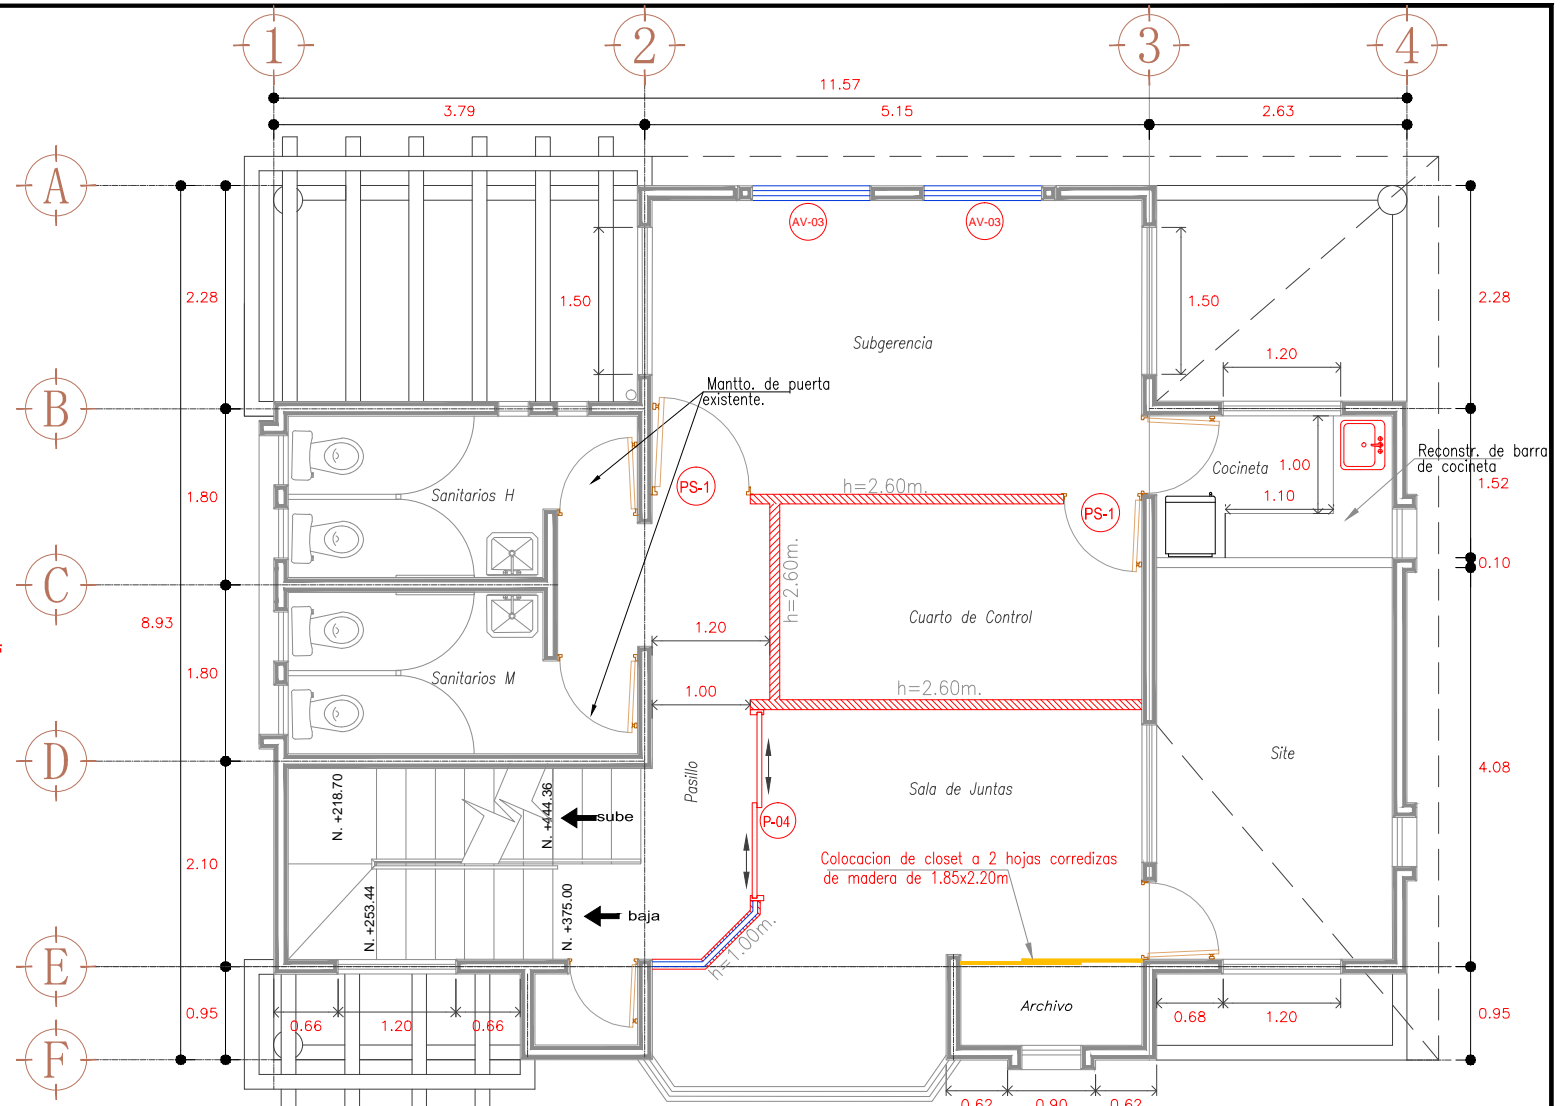 1
2
3
4
11.57
3.79
5.15
2.63
A
AV-03
AV-03
2.28
1.50
1.50
2.28
Subgerencia
1.20
Mantto. de puerta
existente.
B
Reconstr. de barra
de cocineta
Cocineta
1.00
1.52
1.80
Sanitarios H
PS-1
h=2.60m.
1.10
PS-1
h=2.60m.
C
0.10
8.93
1.20
Cuarto de Control
1.80
Sanitarios M
1.00
h=2.60m.
D
Pasillo
Site
4.08
N. +218.70
N. +444.36
sube
Sala de Juntas
P-04
2.10
Colocacion de closet a 2 hojas corredizas
de madera de 1.85x2.20m
N. +253.44
N. +375.00
baja
h=1.00m.
E
0.95
0.66
1.20
0.66
Archivo
0.68
1.20
0.95
F
0.62
0.90
0.62